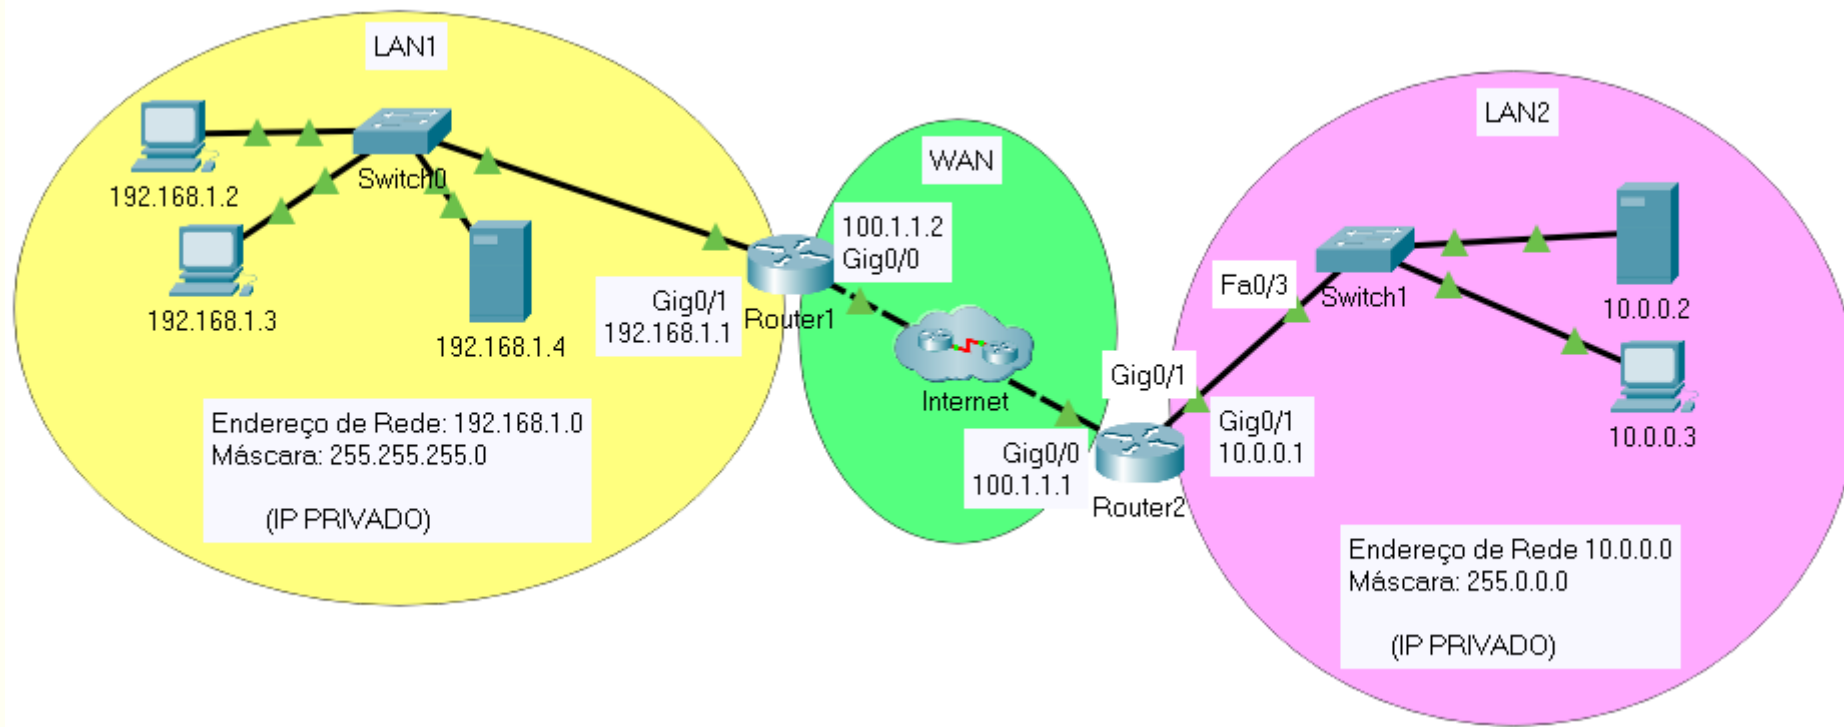 LAN1
192.168.1.2
Switch0
192.168.1.3
192.168.1.4
Gig0/1
192.168.1.1
Router1
Endereço de Rede: 192.168.1.0
Máscara: 255.255.255.0
(IP PRIVADO)
WAN
100.1.1.2
Gig0/0
Internet
Gig0/0
100.1.1.1
Router2
Gig0/1
LAN2
Fa0/3
Switch1
10.0.0.2
10.0.0.3
Gig0/1
10.0.0.1
Endereço de Rede 10.0.0.0
Máscara: 255.0.0.0
(IP PRIVADO)